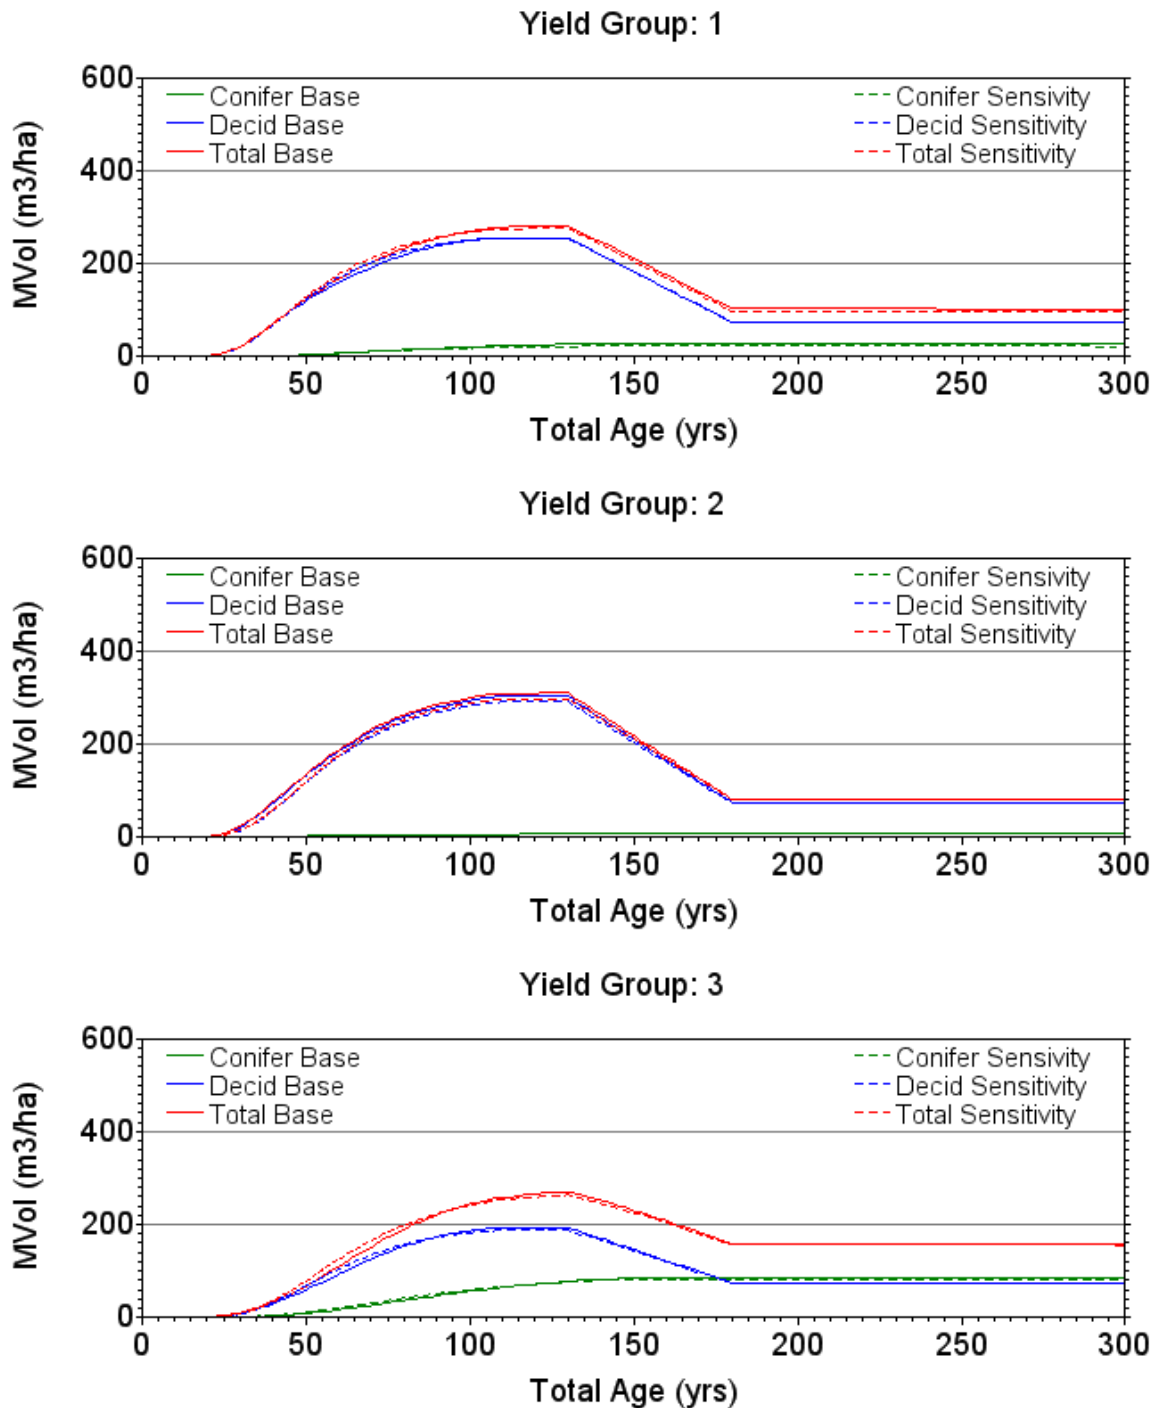 Yield Group: 1
MVol (m3/ha)
600
400
200
0
Conifer Base
Decid Base
Total Base
Conifer Sensivity
Decid Sensitivity
Total Sensitivity
0 50 100 150 200 250 300
Total Age (yrs)
Yield Group: 2
MVol (m3/ha)
600
400
200
0
Conifer Base
Decid Base
Total Base
Conifer Sensivity
Decid Sensitivity
Total Sensitivity
0 50 100 150 200 250 300
Total Age (yrs)
Yield Group: 3
MVol (m3/ha)
600
400
200
0
Conifer Base
Decid Base
Total Base
Conifer Sensivity
Decid Sensitivity
Total Sensitivity
0 50 100 150 200 250 300
Total Age (yrs)